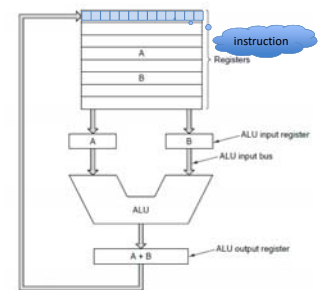 instruction
Registers
A
B
A
B
ALU input register
ALU input bus
ALU
A + B
ALU output register